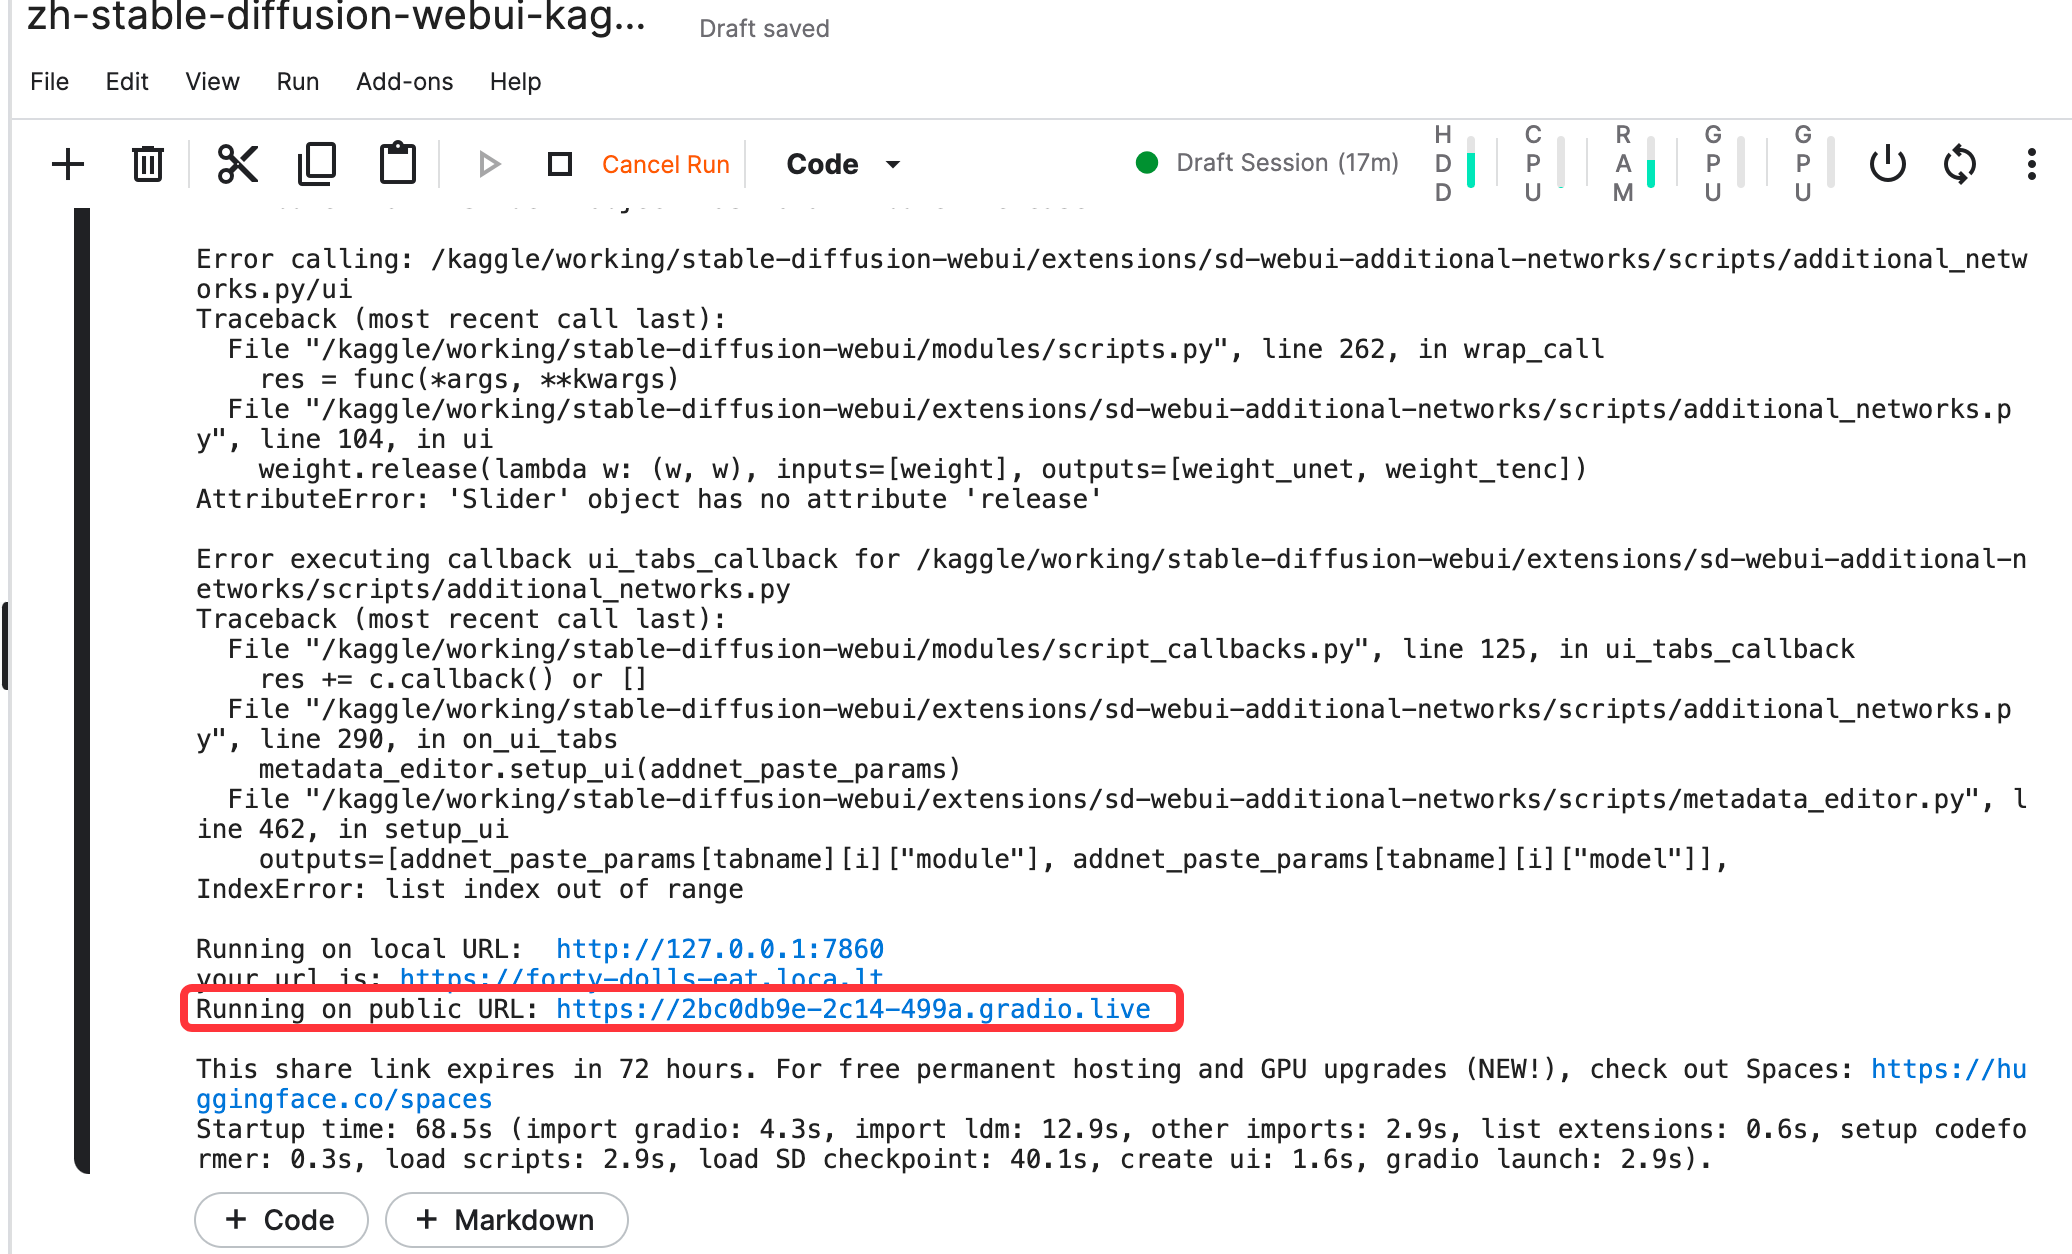 zh-stable-diffusion-webui-kag...
Draft saved
File Edit View Run Add-ons Help
Cancel Run
Code
Draft Session (17m)
HDD
CPU
RAM
GPU
GPU
Error calling: /kaggle/working/stable-diffusion-webui/extensions/sd-webui-additional-networks/scripts/additional_netw
orks.py/ui
Traceback (most recent call last):
  File "/kaggle/working/stable-diffusion-webui/modules/scripts.py", line 262, in wrap_call
    res = func(*args, **kwargs)
  File "/kaggle/working/stable-diffusion-webui/extensions/sd-webui-additional-networks/scripts/additional_networks.p
y", line 104, in ui
    weight.release(lambda w: (w, w), inputs=[weight], outputs=[weight_unet, weight_tenc])
AttributeError: 'Slider' object has no attribute 'release'
Error executing callback ui_tabs_callback for /kaggle/working/stable-diffusion-webui/extensions/sd-webui-additional-n
etworks/scripts/additional_networks.py
Traceback (most recent call last):
  File "/kaggle/working/stable-diffusion-webui/modules/script_callbacks.py", line 125, in ui_tabs_callback
    res += c.callback() or []
  File "/kaggle/working/stable-diffusion-webui/extensions/sd-webui-additional-networks/scripts/additional_networks.p
y", line 290, in on_ui_tabs
    metadata_editor.setup_ui(addnet_paste_params)
  File "/kaggle/working/stable-diffusion-webui/extensions/sd-webui-additional-networks/scripts/metadata_editor.py", l
ine 462, in setup_ui
    outputs=[addnet_paste_params[tabname][i]["module"], addnet_paste_params[tabname][i]["model"]],
IndexError: list index out of range
Running on local URL:  http://127.0.0.1:7860
your url is: https://forty-dolls-eat.loca.lt
Running on public URL: https://2bc0db9e-2c14-499a.gradio.live
This share link expires in 72 hours. For free permanent hosting and GPU upgrades (NEW!), check out Spaces: https://hu
ggingface.co/spaces
Startup time: 68.5s (import gradio: 4.3s, import ldm: 12.9s, other imports: 2.9s, list extensions: 0.6s, setup codefo
rmer: 0.3s, load scripts: 2.9s, load SD checkpoint: 40.1s, create ui: 1.6s, gradio launch: 2.9s).
+ Code
+ Markdown